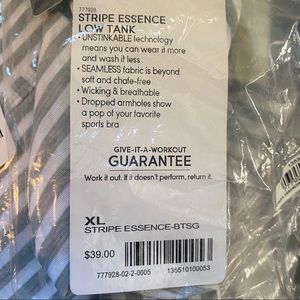 777928
STRIPE ESSENCE
LOW TANK
• UNSTINKABLE technology
means you can wear it more
and wash it less
• SEAMLESS fabric is beyond
soft and chafe-free
• Wicking & breathable
• Dropped armholes show
a pop of your favorite
sports bra
GIVE-IT-A-WORKOUT
GUARANTEE
Work it out. If it doesn't perform, return it.
XL
STRIPE ESSENCE-BTSG
$39.00
777928-02-2-0005
135510100053